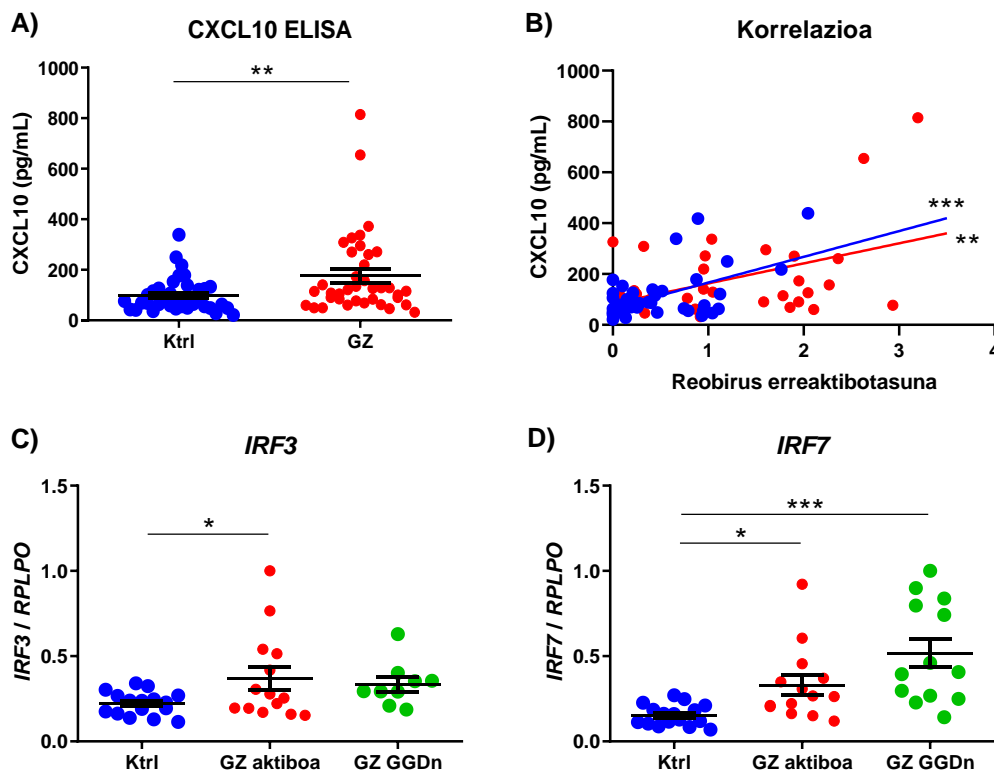 A)
CXCL10 ELISA
CXCL10 (pg/mL)
1000
800
600
400
200
0
**
Ktrl
GZ
B)
Korrelazioa
CXCL10 (pg/mL)
1000
800
600
400
200
0
***
**
0
1
2
3
4
Reobirus erreaktibotasuna
C)
IRF3
IRF3 / RPLPO
1.5
1.0
0.5
0.0
*
Ktrl
GZ aktiboa
GZ GGDn
D)
IRF7
IRF7 / RPLPO
1.5
1.0
0.5
0.0
***
*
Ktrl
GZ aktiboa
GZ GGDn